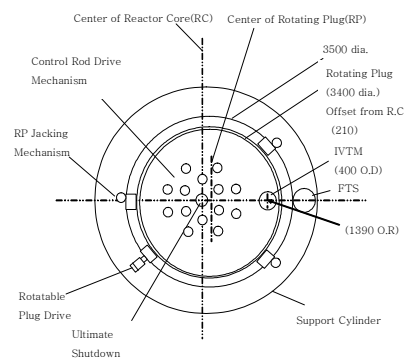 Center of Reactor Core(RC)
Center of Rotating Plug(RP)
3500 dia.
Control Rod Drive
Mechanism
Rotating Plug
(3400 dia.)
Offset from R.C
(210)
RP Jacking
Mechanism
IVTM
(400 O.D)
FTS
(1390 O.R)
Rotatable
Plug Drive
Ultimate
Shutdown
Support Cylinder